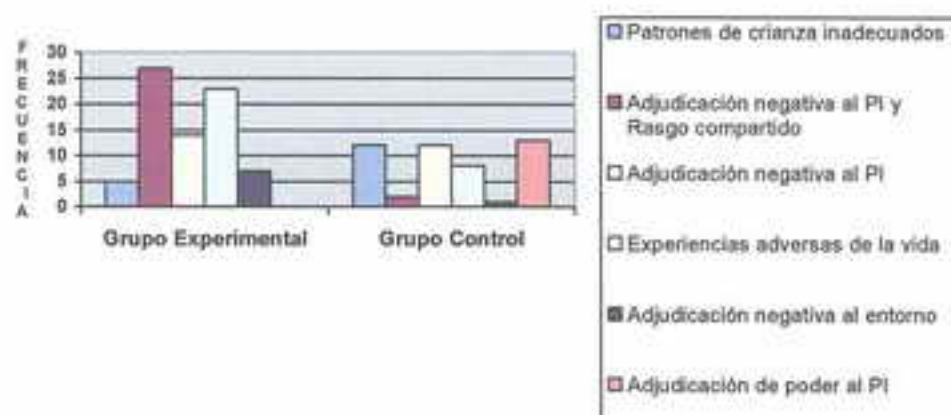 FRECUENCIA
30
25
20
15
10
5
0
Grupo Experimental
Grupo Control
Patrones de crianza inadecuados
Adjudicación negativa al PI y
Rasgo compartido
Adjudicación negativa al PI
Experiencias adversas de la vida
Adjudicación negativa al entorno
Adjudicación de poder al PI